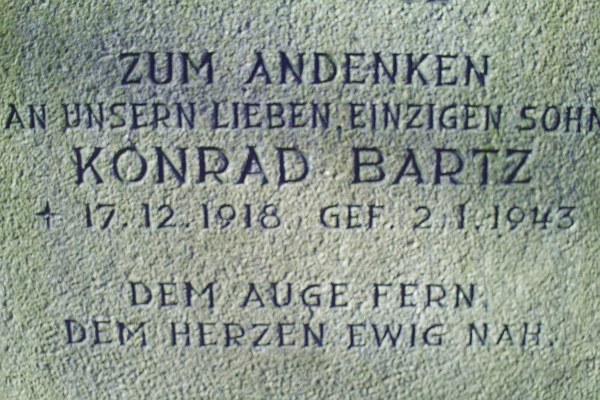 ZUM ANDENKEN
AN UNSERN LIEBEN, EINZIGEN SOHN
KONRAD BARTZ
* 17.12.1918 GEF. 2.1.1943
DEM AUGE FERN,
DEM HERZEN EWIG NAH.